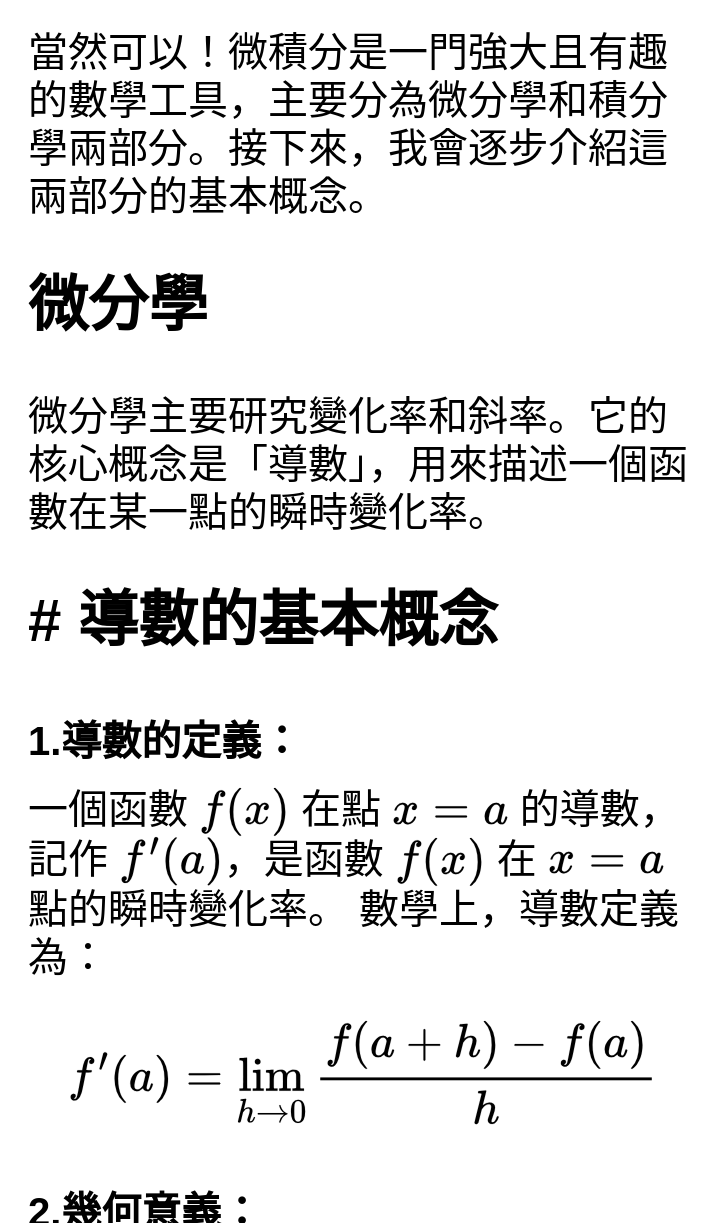 當然可以！微積分是一門強大且有趣
的數學工具，主要分為微分學和積分
學兩部分。接下來，我會逐步介紹這
兩部分的基本概念。
微分學
微分學主要研究變化率和斜率。它的
核心概念是「導數」，用來描述一個函
數在某一點的瞬時變化率。
# 導數的基本概念
1.導數的定義：
一個函數 f(x) 在點 x = a 的導數，
記作 f′(a)，是函數 f(x) 在 x = a
點的瞬時變化率。 數學上，導數定義
為：
f′(a) = lim_{h→0} \frac{f(a + h) − f(a)}{h}
2.幾何意義：